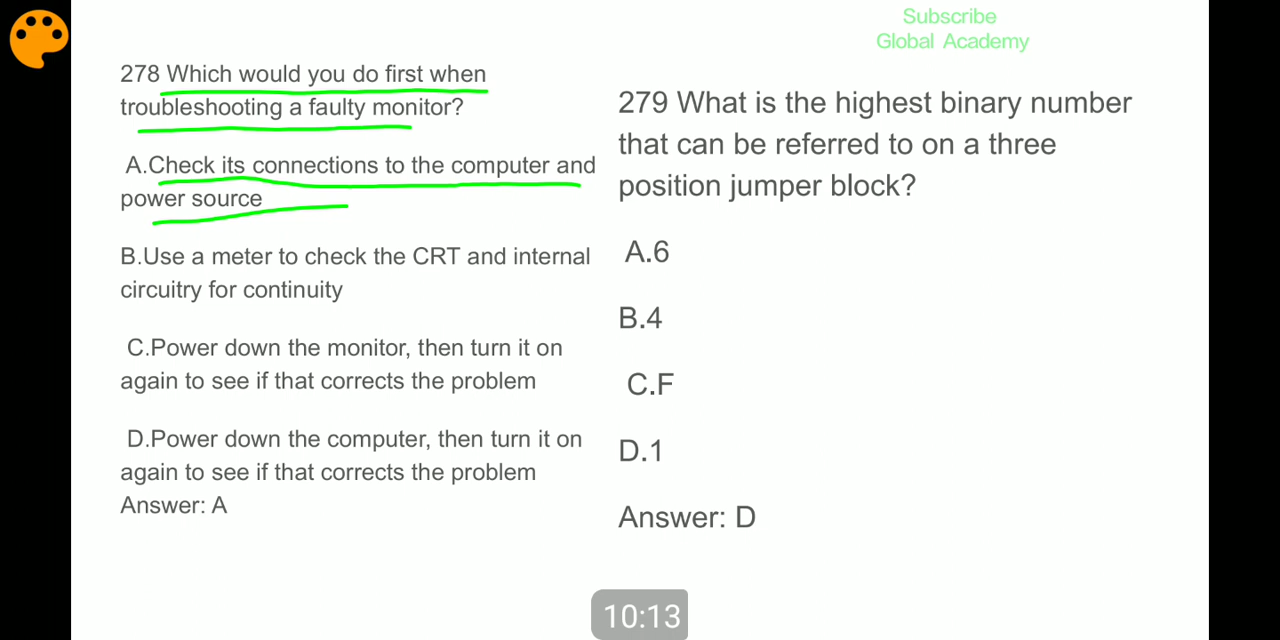 Subscribe
Global Academy
278 Which would you do first when
troubleshooting a faulty monitor?
A.Check its connections to the computer and
power source
B.Use a meter to check the CRT and internal
circuitry for continuity
C.Power down the monitor, then turn it on
again to see if that corrects the problem
D.Power down the computer, then turn it on
again to see if that corrects the problem
Answer: A
279 What is the highest binary number
that can be referred to on a three
position jumper block?
A.6
B.4
C.F
D.1
Answer: D
10:13